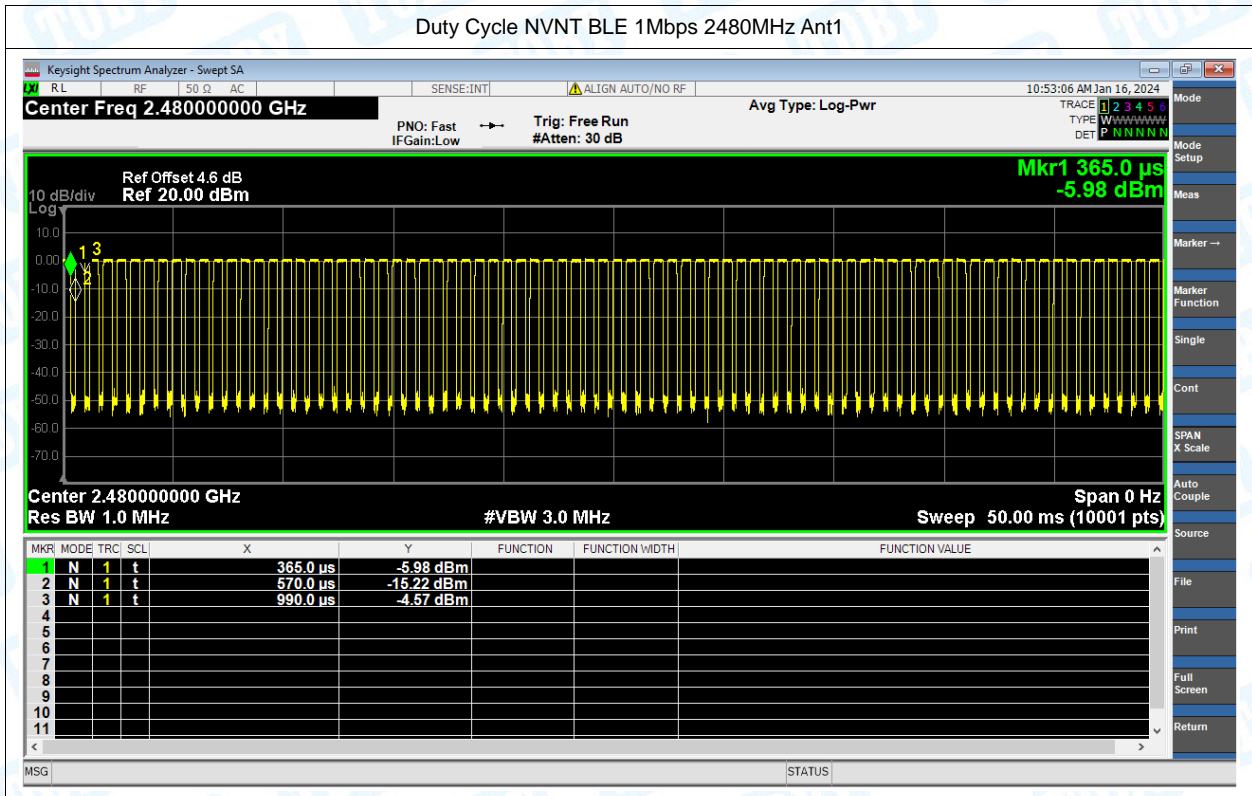 Duty Cycle NVNT BLE 1Mbps 2480MHz Ant1
Keysight Spectrum Analyzer - Swept SA
LXI RL RF 50 Ω AC SENSE:INT ALIGN AUTO/NO RF 10:53:06 AM Jan 16, 2024
Center Freq 2.480000000 GHz
Avg Type: Log-Pwr
TRACE 1 2 3 4 5 6
TYPE WWWWWWW
DET P N N N N N
PNO: Fast
IFGain:Low
Trig: Free Run
#Atten: 30 dB
Mkr1 365.0 µs
-5.98 dBm
Ref Offset 4.6 dB
10 dB/div Ref 20.00 dBm
Log
10.0
0.00
-10.0
-20.0
-30.0
-40.0
-50.0
-60.0
-70.0
1 3
2
Center 2.480000000 GHz
Span 0 Hz
Res BW 1.0 MHz
#VBW 3.0 MHz
Sweep 50.00 ms (10001 pts)
MKR MODE TRC SCL X Y FUNCTION FUNCTION WIDTH FUNCTION VALUE
1 N 1 t 365.0 µs -5.98 dBm
2 N 1 t 570.0 µs -15.22 dBm
3 N 1 t 990.0 µs -4.57 dBm
4
5
6
7
8
9
10
11
MSG
STATUS
Mode
Mode Setup
Meas
Marker →
Marker Function
Single
Cont
SPAN X Scale
Auto Couple
Source
File
Print
Full Screen
Return
TOBY